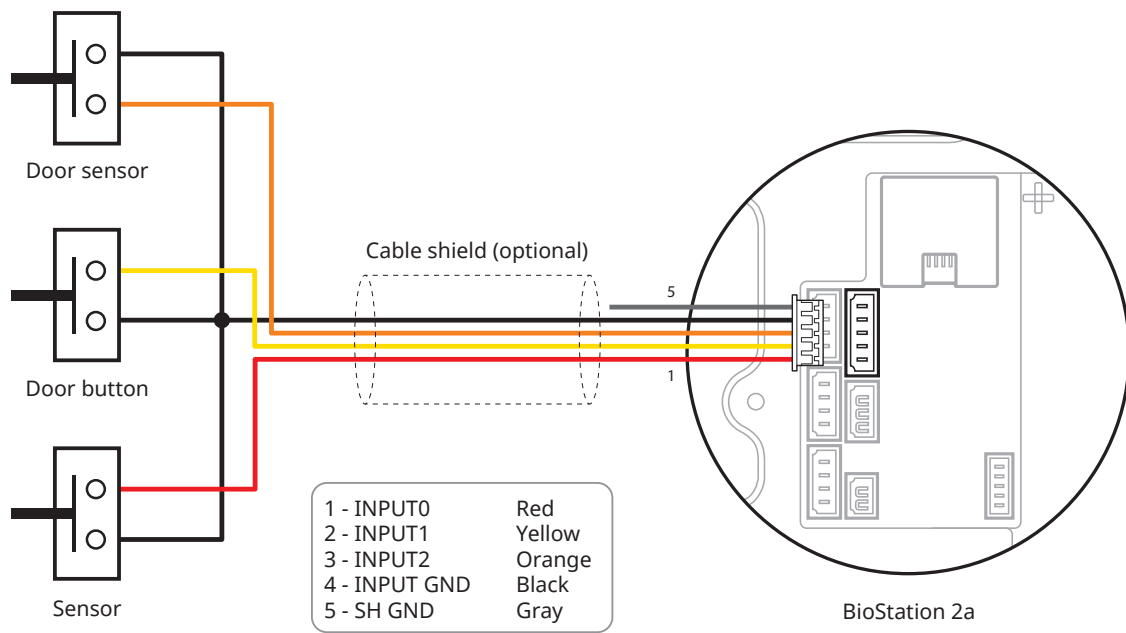 Door sensor
Cable shield (optional)
5
Door button
1
1 - INPUT0 Red
2 - INPUT1 Yellow
3 - INPUT2 Orange
4 - INPUT GND Black
5 - SH GND Gray
Sensor
BioStation 2a